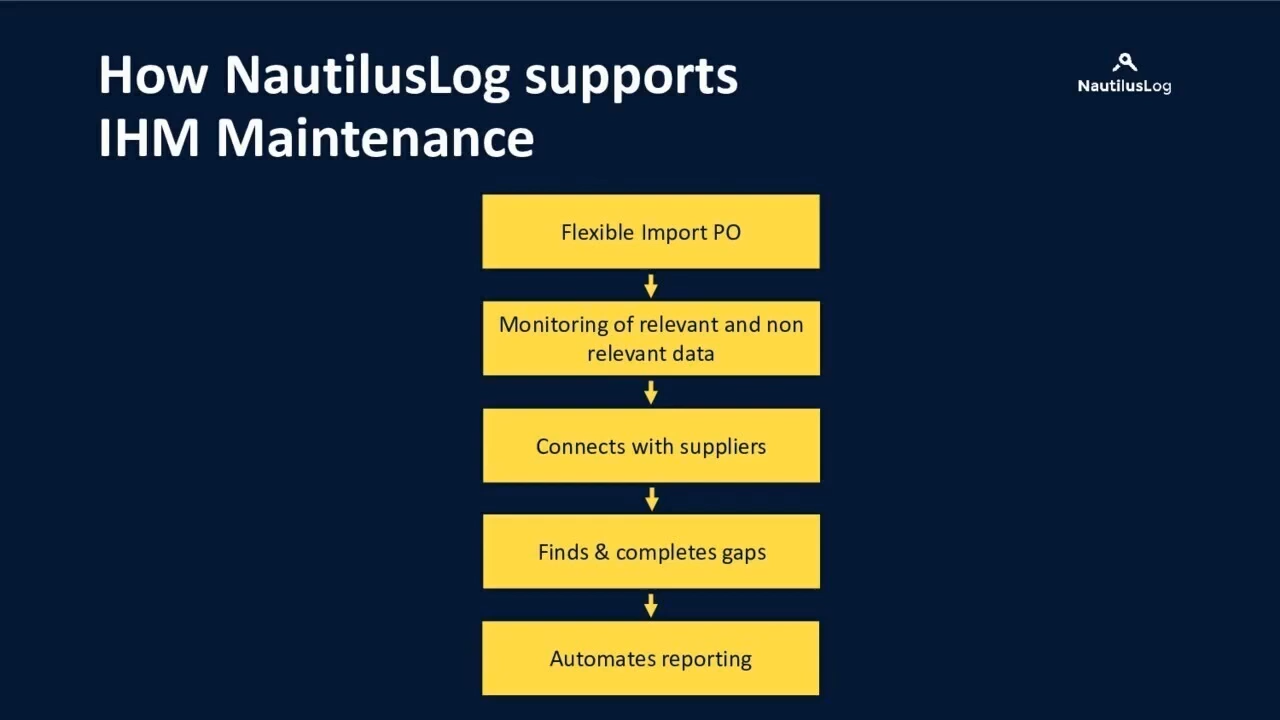 How NautilusLog supports
IHM Maintenance
NautilusLog
Flexible Import PO
Monitoring of relevant and non
relevant data
Connects with suppliers
Finds & completes gaps
Automates reporting